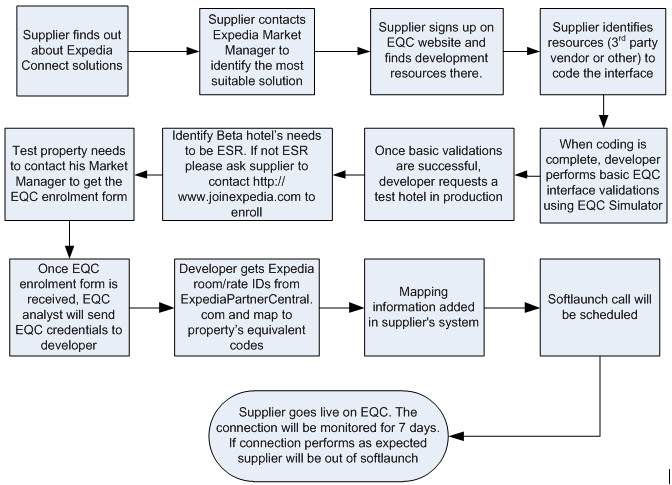 Supplier finds out
about Expedia
Connect solutions
Supplier contacts
Expedia Market
Manager to
identify the most
suitable solution
Supplier signs up on
EQC website and
finds development
resources there.
Supplier identifies
resources (3rd party
vendor or other) to
code the interface
When coding is
complete, developer
performs basic EQC
interface validations
using EQC Simulator
Once basic validations
are successful,
developer requests a
test hotel in production
Identify Beta hotel's needs
to be ESR. If not ESR
please ask supplier to
contact http://
www.joinexpedia.com to
enroll
Test property needs
to contact his Market
Manager to get the
EQC enrolment form
Once EQC
enrolment form is
received, EQC
analyst will send
EQC credentials to
developer
Developer gets Expedia
room/rate IDs from
ExpediaPartnerCentral.
com and map to
property's equivalent
codes
Mapping
information added
in supplier's system
Softlaunch call will
be scheduled
Supplier goes live on EQC. The
connection will be monitored for 7 days.
If connection performs as expected
supplier will be out of softlaunch